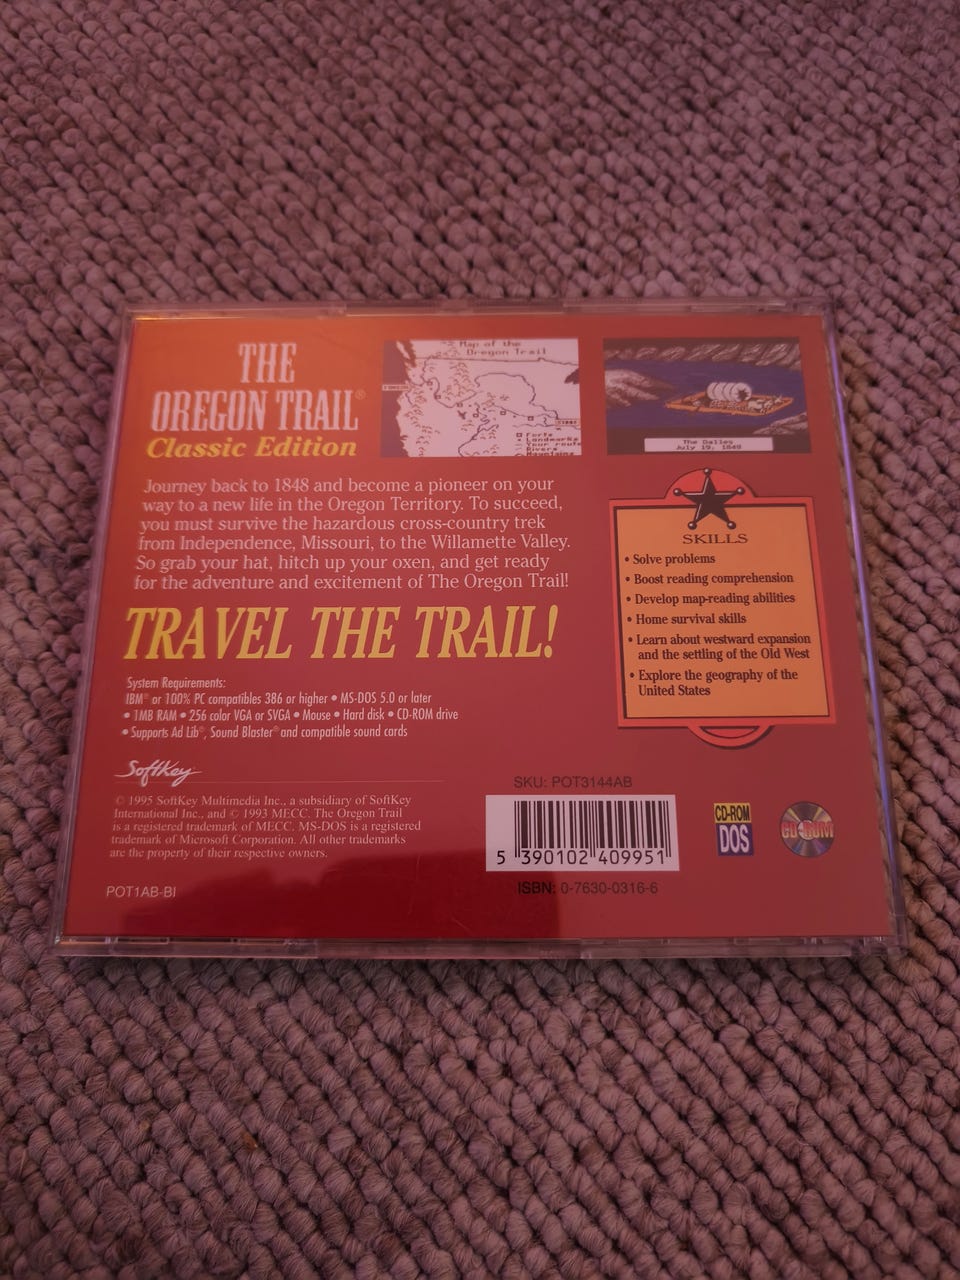 THE
OREGON TRAIL®
Classic Edition
Map of the
Oregon Trail
Forts
Landmarks
Your route
Rivers
Mountains
The Dalles
July 19, 1848
Journey back to 1848 and become a pioneer on your
way to a new life in the Oregon Territory. To succeed,
you must survive the hazardous cross-country trek
from Independence, Missouri, to the Willamette Valley.
So grab your hat, hitch up your oxen, and get ready
for the adventure and excitement of The Oregon Trail!
TRAVEL THE TRAIL!
System Requirements:
IBM® or 100% PC compatibles 386 or higher • MS-DOS 5.0 or later
• 1MB RAM • 256 color VGA or SVGA • Mouse • Hard disk • CD-ROM drive
• Supports Ad Lib®, Sound Blaster® and compatible sound cards
SKILLS
• Solve problems
• Boost reading comprehension
• Develop map-reading abilities
• Home survival skills
• Learn about westward expansion
and the settling of the Old West
• Explore the geography of the
United States
SoftKey
© 1995 SoftKey Multimedia Inc., a subsidiary of SoftKey
International Inc., and © 1993 MECC. The Oregon Trail
is a registered trademark of MECC. MS-DOS is a registered
trademark of Microsoft Corporation. All other trademarks
are the property of their respective owners.
POT1AB-BI
SKU: POT3144AB
5 390102 409951
ISBN: 0-7630-0316-6
CD-ROM
DOS
CD-ROM